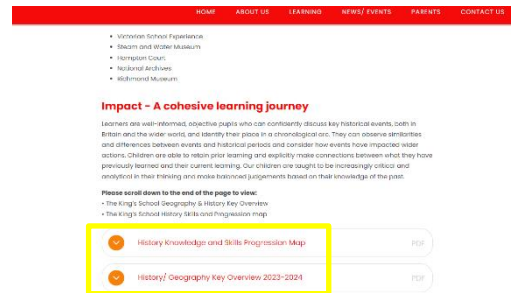 HOME ABOUT US LEARNING NEWS/ EVENTS PARENTS CONTACT US
• Victorian School Experience
• Steam and Water Museum
• Hampton Court
• National Archives
• Richmond Museum
Impact - A cohesive learning journey
Learners are well-informed, objective pupils who can confidently discuss key historical events, both in
Britain and the wider world, and identify their place in a chronological arc. They can observe similarities
and differences between events and historical periods and consider how events have impacted wider
actions. Children are able to retain prior learning and explicitly make connections between what they have
previously learned and their current learning. Our children are taught to be increasingly critical and
analytical in their thinking and make balanced judgements based on their knowledge of the past.
Please scroll down to the end of the page to view:
• The King's School Geography & History Key Overview
• The King's School History Skills and Progression map
History Knowledge and Skills Progression Map PDF
History/ Geography Key Overview 2023-2024 PDF